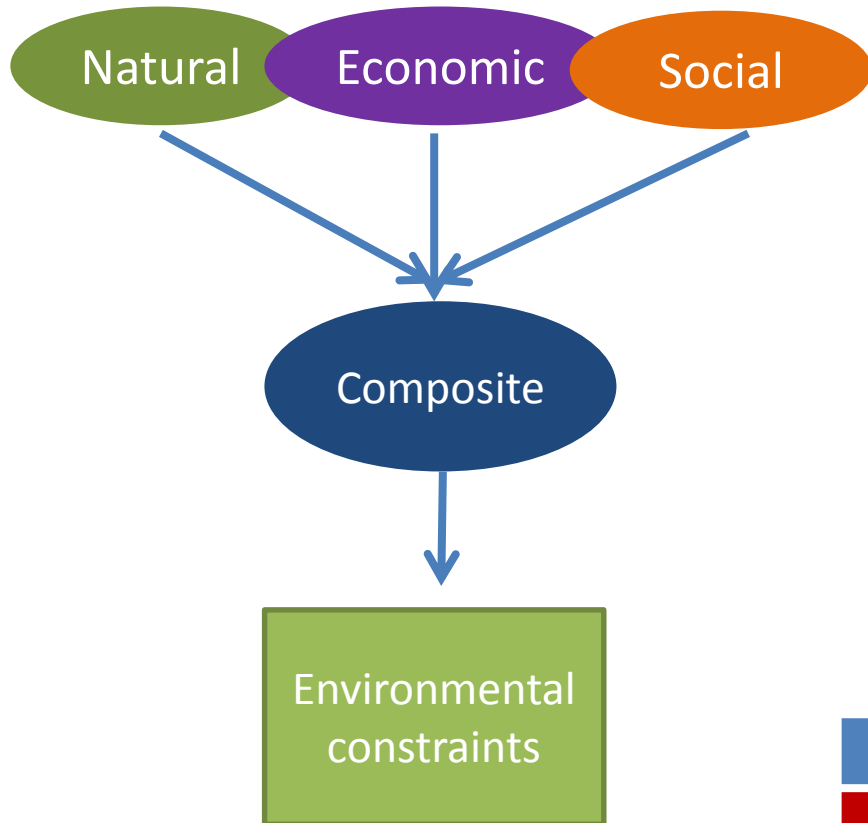 Natural
Economic
Social
Composite
Environmental
constraints